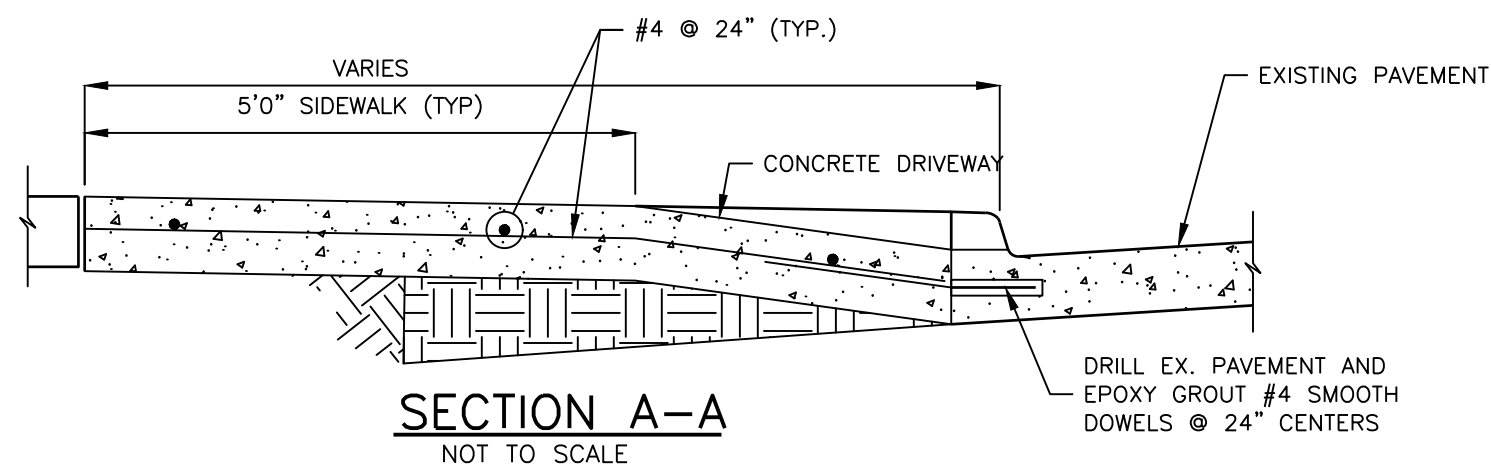 #4 @ 24" (TYP.)
VARIES
5'0" SIDEWALK (TYP)
EXISTING PAVEMENT
CONCRETE DRIVEWAY
DRILL EX. PAVEMENT AND
EPOXY GROUT #4 SMOOTH
DOWELS @ 24" CENTERS
SECTION A-A
NOT TO SCALE